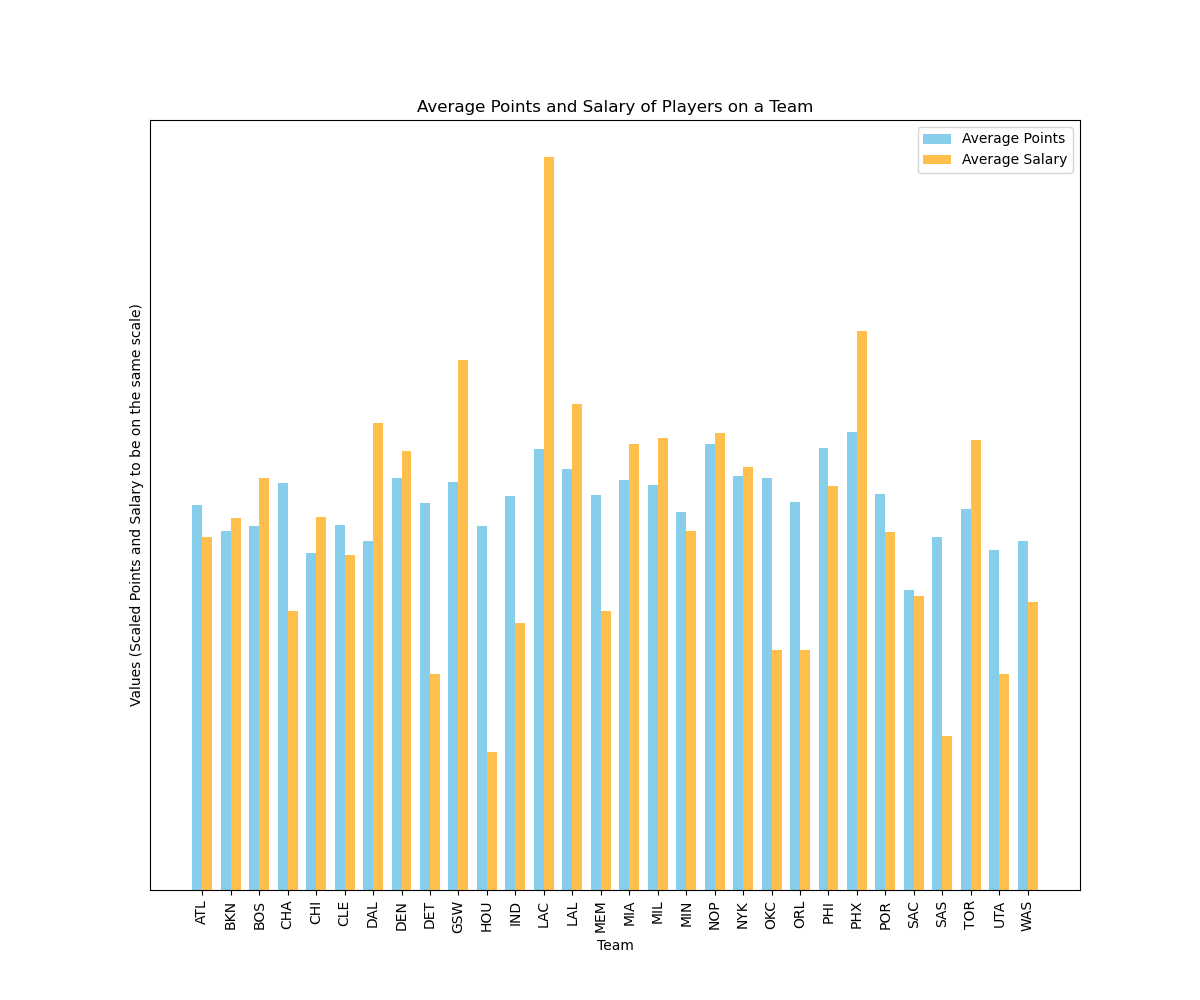 Average Points and Salary of Players on a Team
Average Points
Average Salary
Values (Scaled Points and Salary to be on the same scale)
ATL
BKN
BOS
CHA
CHI
CLE
DAL
DEN
DET
GSW
HOU
IND
LAC
LAL
MEM
MIA
MIL
MIN
NOP
NYK
OKC
ORL
PHI
PHX
POR
SAC
SAS
TOR
UTA
WAS
Team